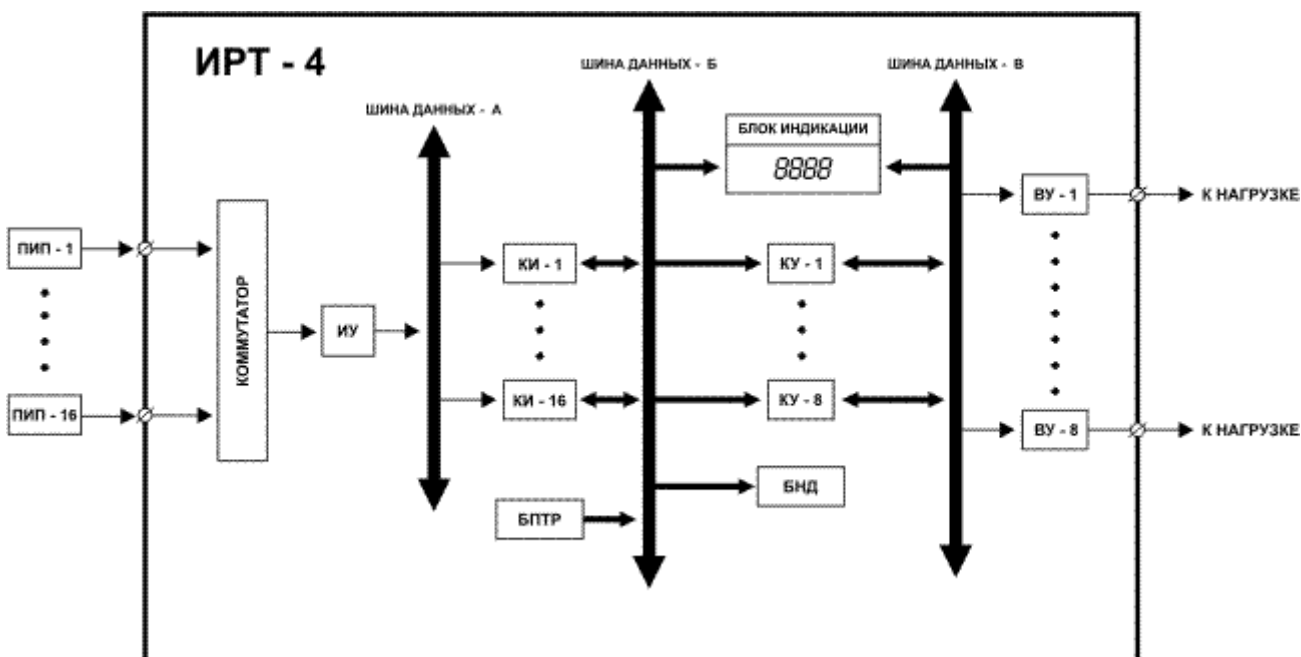 ИРТ - 4
ШИНА ДАННЫХ - А
ШИНА ДАННЫХ - Б
ШИНА ДАННЫХ - В
БЛОК ИНДИКАЦИИ
8888
ПИП - 1
ПИП - 16
КОММУТАТОР
ИУ
КИ - 1
КИ - 16
БПТР
КУ - 1
КУ - 8
БНД
ВУ - 1
ВУ - 8
К НАГРУЗКЕ
К НАГРУЗКЕ